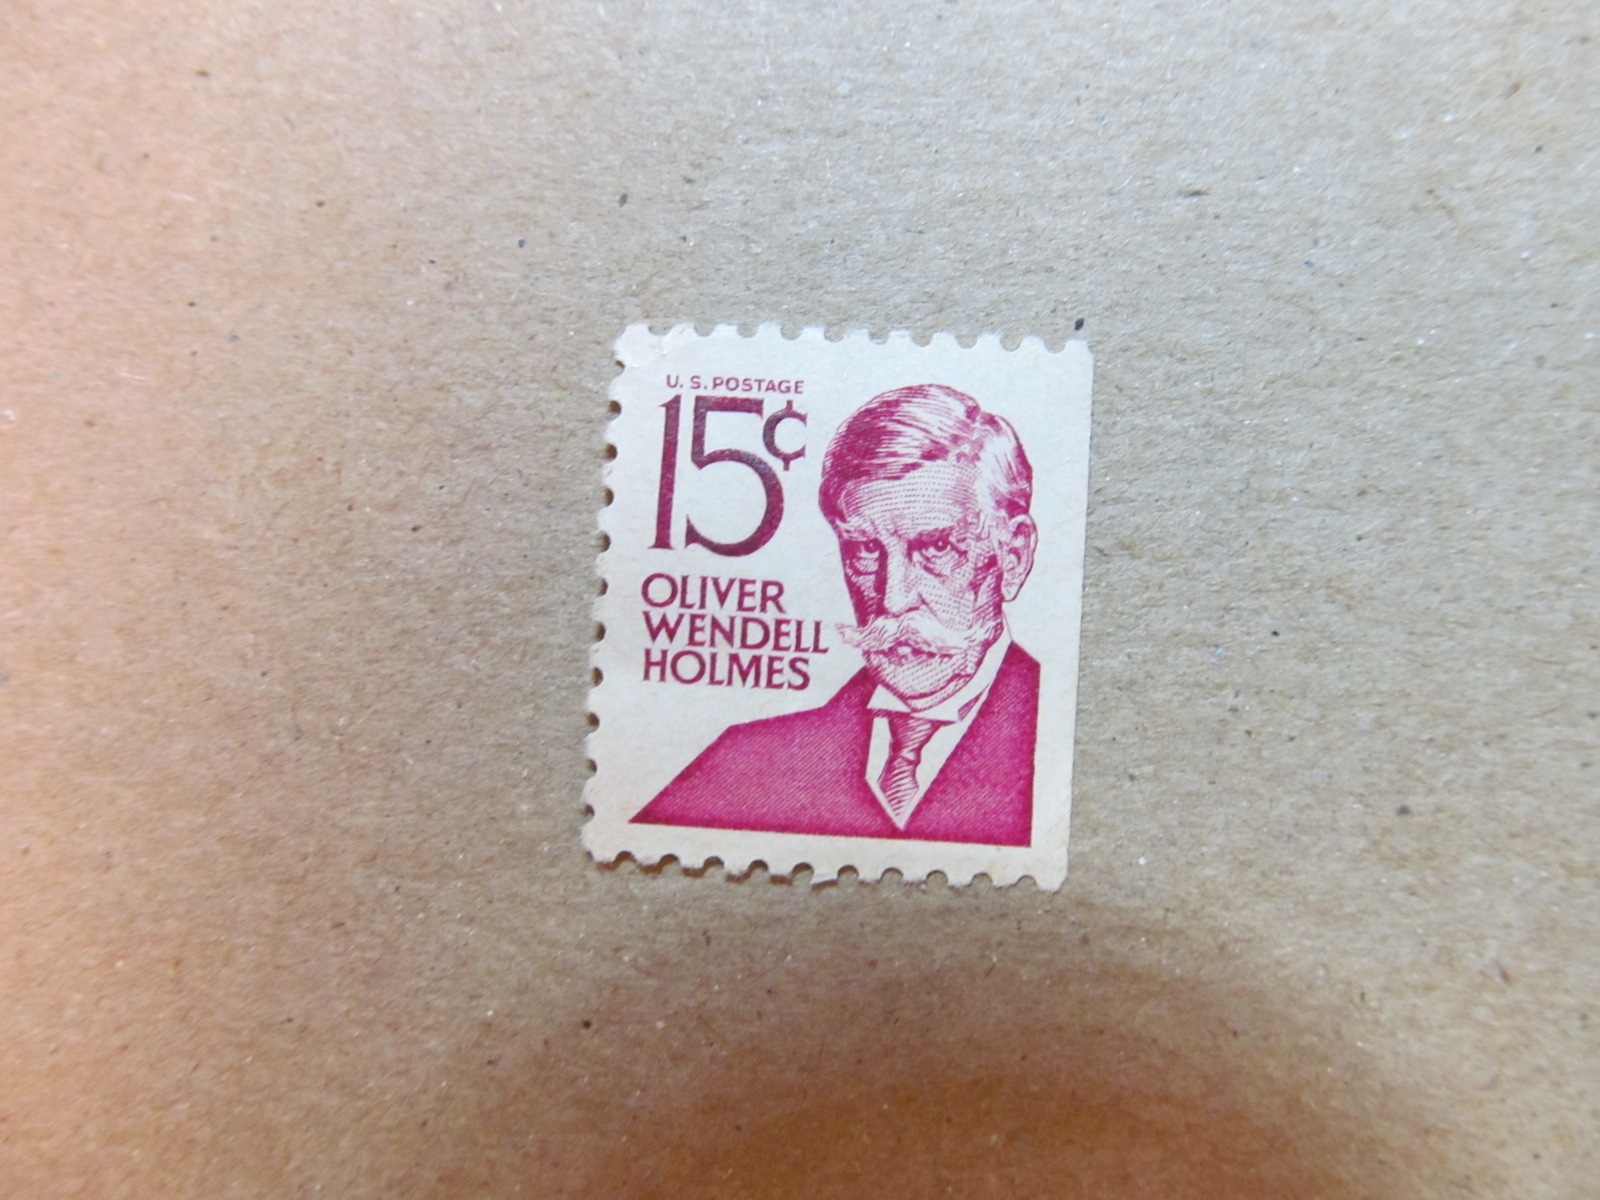 U. S. POSTAGE
15¢
OLIVER
WENDELL
HOLMES